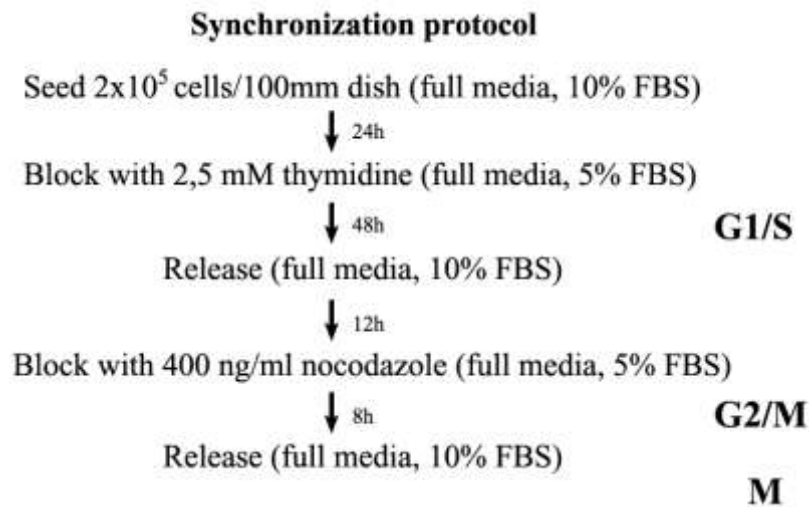 Synchronization protocol
Seed 2x10⁵ cells/100mm dish (full media, 10% FBS)
24h
Block with 2,5 mM thymidine (full media, 5% FBS)
48h
G1/S
Release (full media, 10% FBS)
12h
Block with 400 ng/ml nocodazole (full media, 5% FBS)
8h
G2/M
Release (full media, 10% FBS)
M